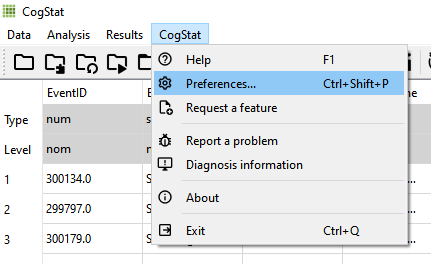 CogStat
Data Analysis Results CogStat
Help F1
Preferences... Ctrl+Shift+P
Request a feature
Report a problem
Diagnosis information
About
Exit Ctrl+Q
EventID
Type num
Level nom
1 300134.0
2 299797.0
3 300179.0